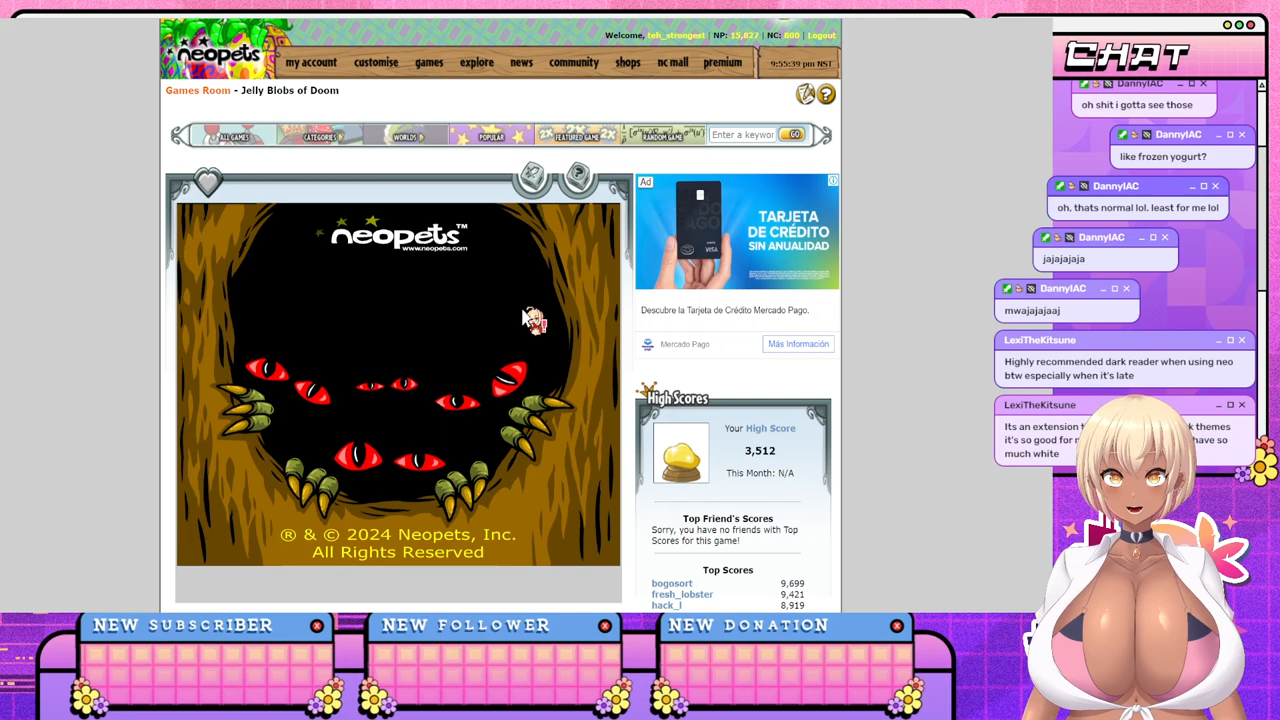 Welcome, teh_strongest | NP: 15,827 | NC: 800 | Logout
neopets
my account customise games explore news community shops nc mall premium 9:55:39 pm NST
Games Room - Jelly Blobs of Doom
ALL GAMES CATEGORIES WORLDS POPULAR 2X FEATURED GAME 2X RANDOM GAME Enter a keywor GO
neopets™
www.neopets.com
® & © 2024 Neopets, Inc.
All Rights Reserved
Ad
TARJETA
DE CRÉDITO
SIN ANUALIDAD
VISA
Descubre la Tarjeta de Crédito Mercado Pago.
Mercado Pago Más Información
High Scores
Your High Score
3,512
This Month: N/A
Top Friend's Scores
Sorry, you have no friends with Top
Scores for this game!
Top Scores
bogosort 9,699
fresh_lobster 9,421
hack_l 8,919
CHAT
DannyIAC
oh shit i gotta see those
DannyIAC
like frozen yogurt?
DannyIAC
oh, thats normal lol. least for me lol
DannyIAC
jajajajaja
DannyIAC
mwajajajaaj
LexiTheKitsune
Highly recommended dark reader when using neo
btw especially when it's late
LexiTheKitsune
Its an extension t k themes
it's so good for have so
much white
NEW SUBSCRIBER
NEW FOLLOWER
NEW DONATION